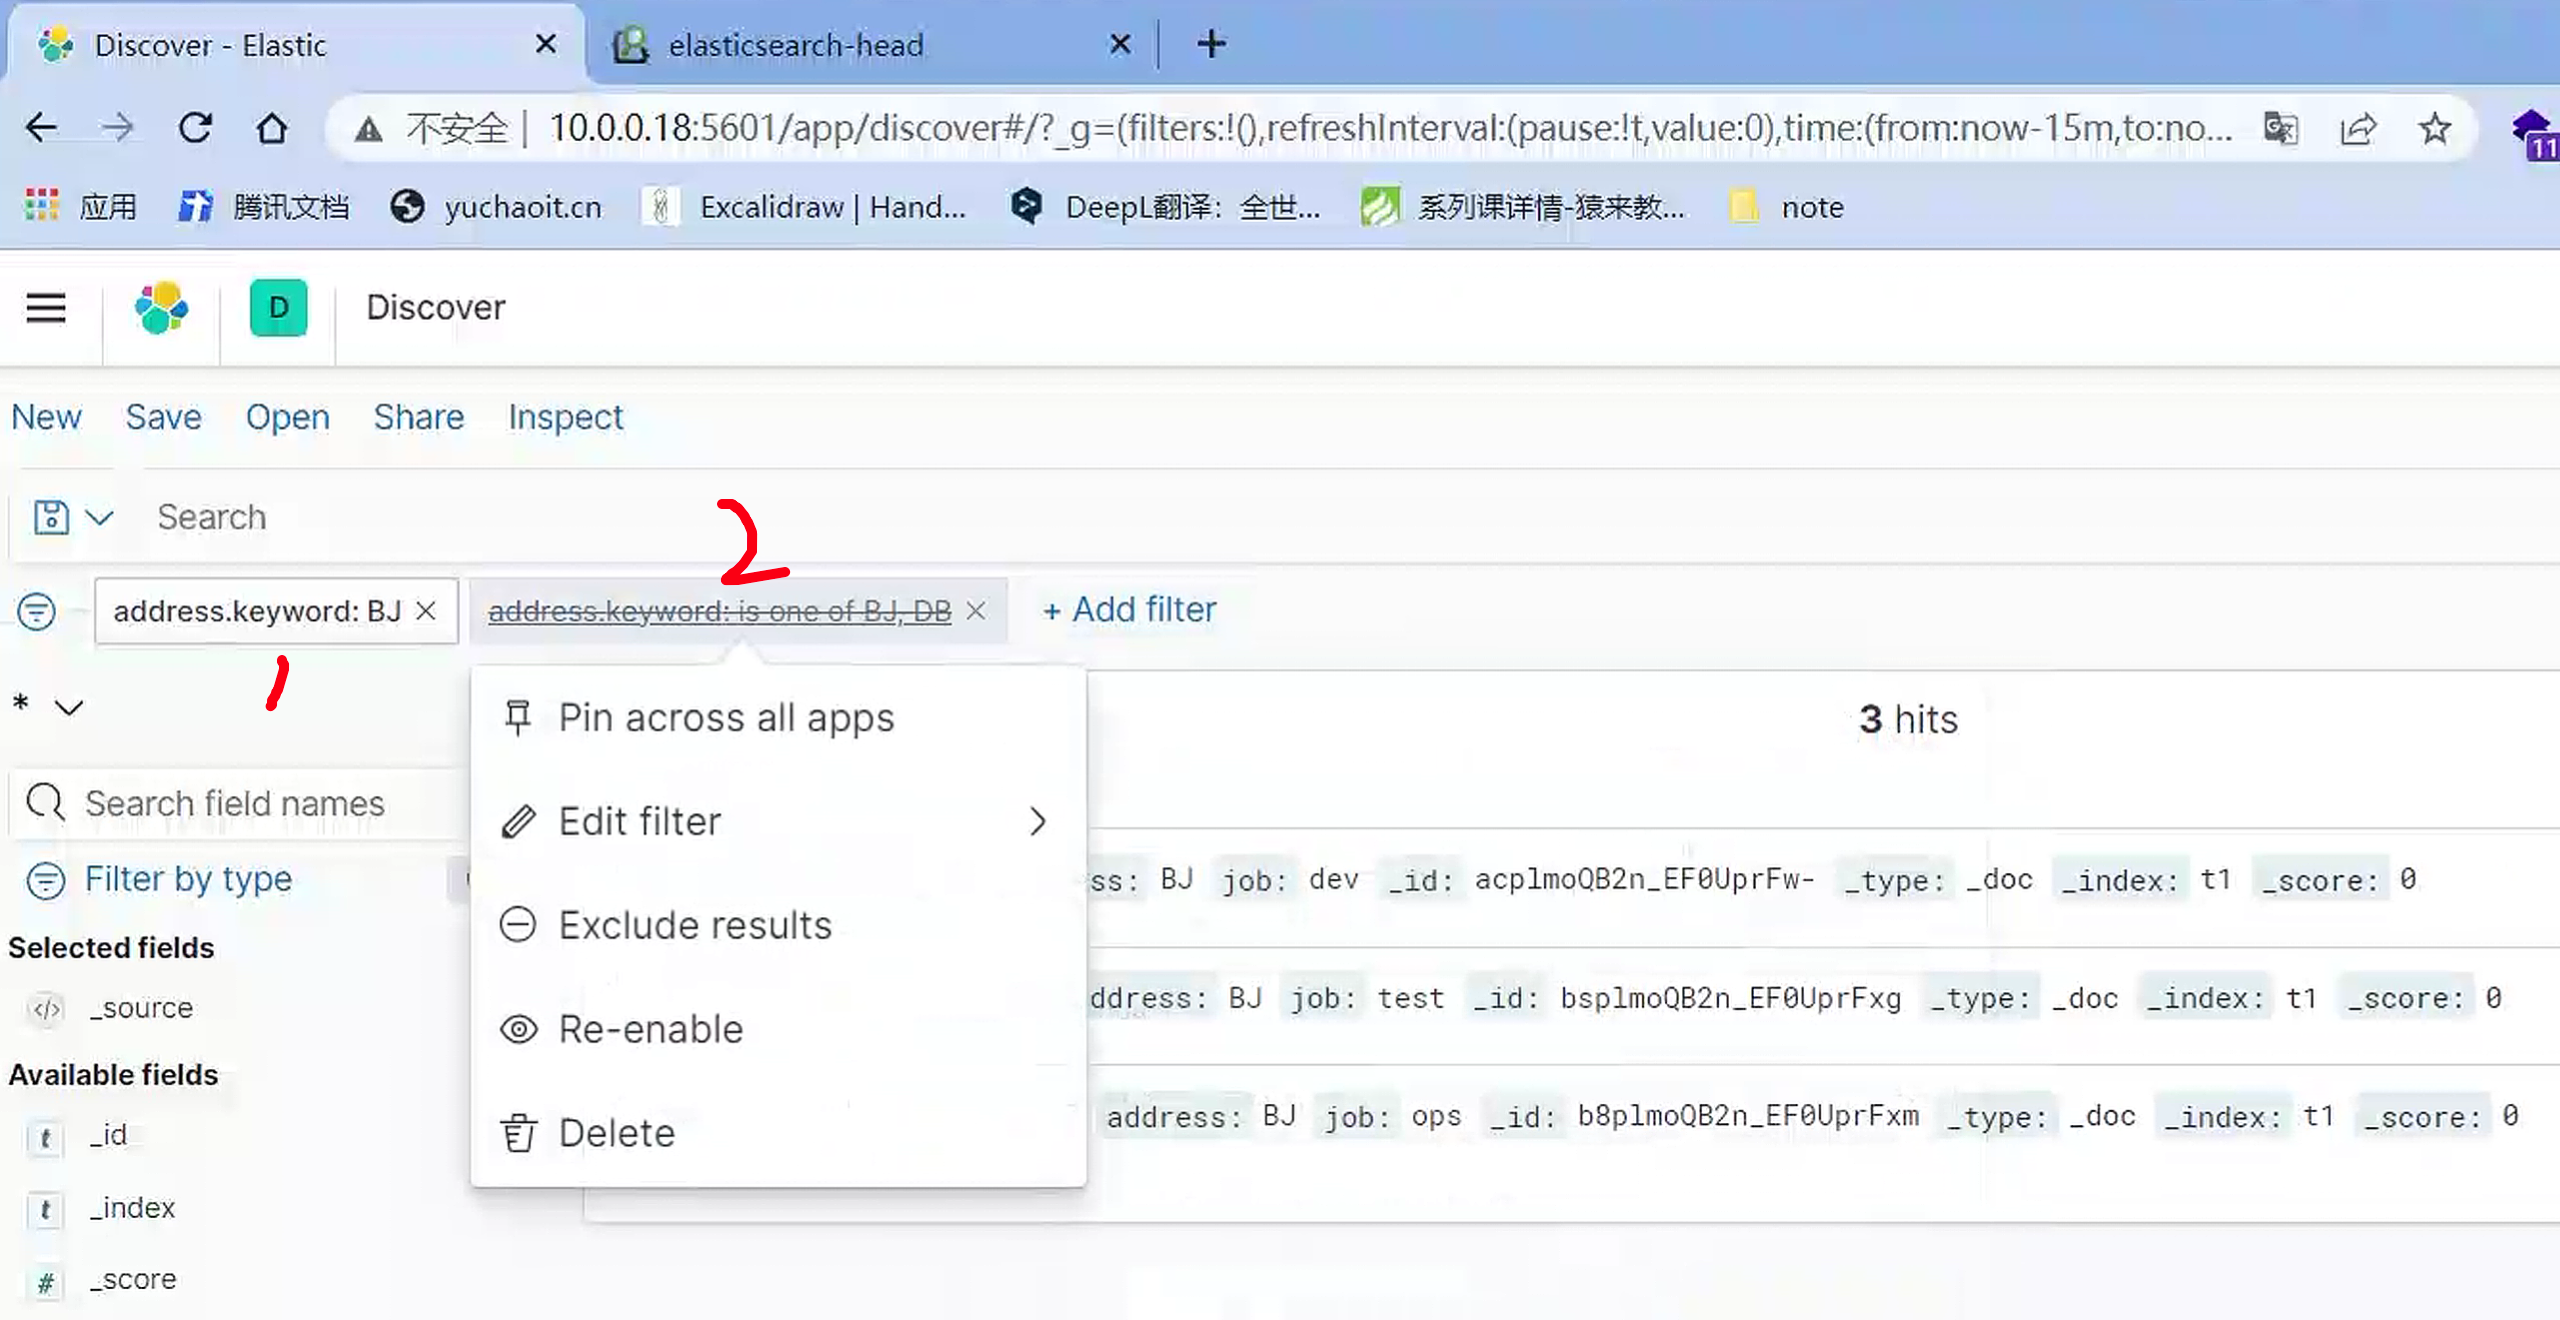 Discover - Elastic
elasticsearch-head
不安全 | 10.0.0.18:5601/app/discover#/?_g=(filters:!(),refreshInterval:(pause:!t,value:0),time:(from:now-15m,to:no...
11
应用 腾讯文档 yuchaoit.cn Excalidraw | Hand... DeepL翻译：全世... 系列课详情-猿来教... note
D Discover
New Save Open Share Inspect
Search
2
address.keyword: BJ address.keyword: is one of BJ, DB + Add filter
1
*
Pin across all apps
3 hits
Search field names
Edit filter
Filter by type
ss: BJ job: dev _id: acplmoQB2n_EF0UprFw- _type: _doc _index: t1 _score: 0
Exclude results
Selected fields
_source
ddress: BJ job: test _id: bsplmoQB2n_EF0UprFxg _type: _doc _index: t1 _score: 0
Re-enable
Available fields
address: BJ job: ops _id: b8plmoQB2n_EF0UprFxm _type: _doc _index: t1 _score: 0
Delete
t _id
t _index
# _score